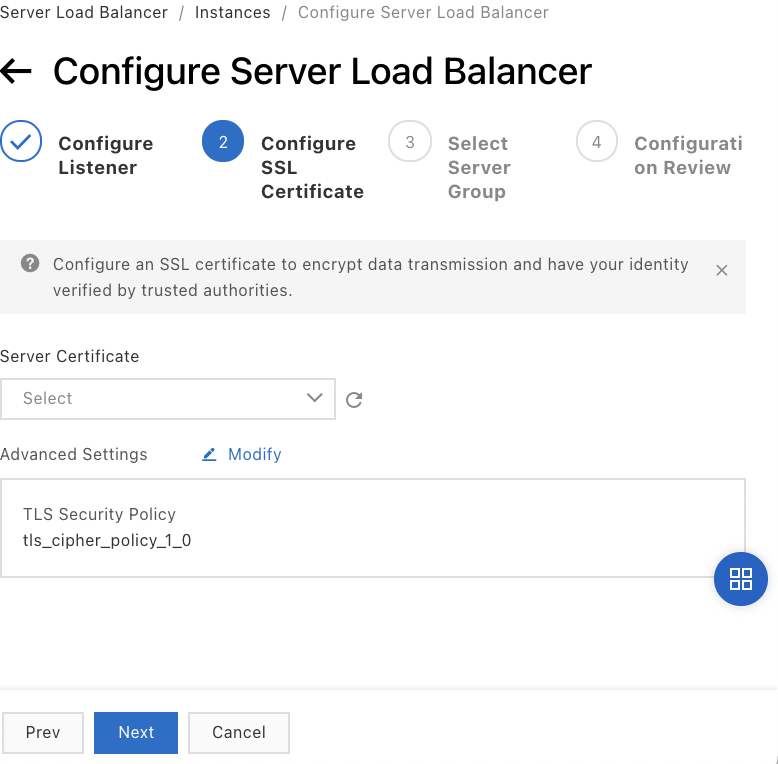 Server Load Balancer / Instances / Configure Server Load Balancer
Configure Server Load Balancer
Configure
Listener
2
Configure
SSL
Certificate
3
Select
Server
Group
4
Configurati
on Review
Configure an SSL certificate to encrypt data transmission and have your identity
verified by trusted authorities.
Server Certificate
Select
Advanced Settings Modify
TLS Security Policy
tls_cipher_policy_1_0
Prev Next Cancel